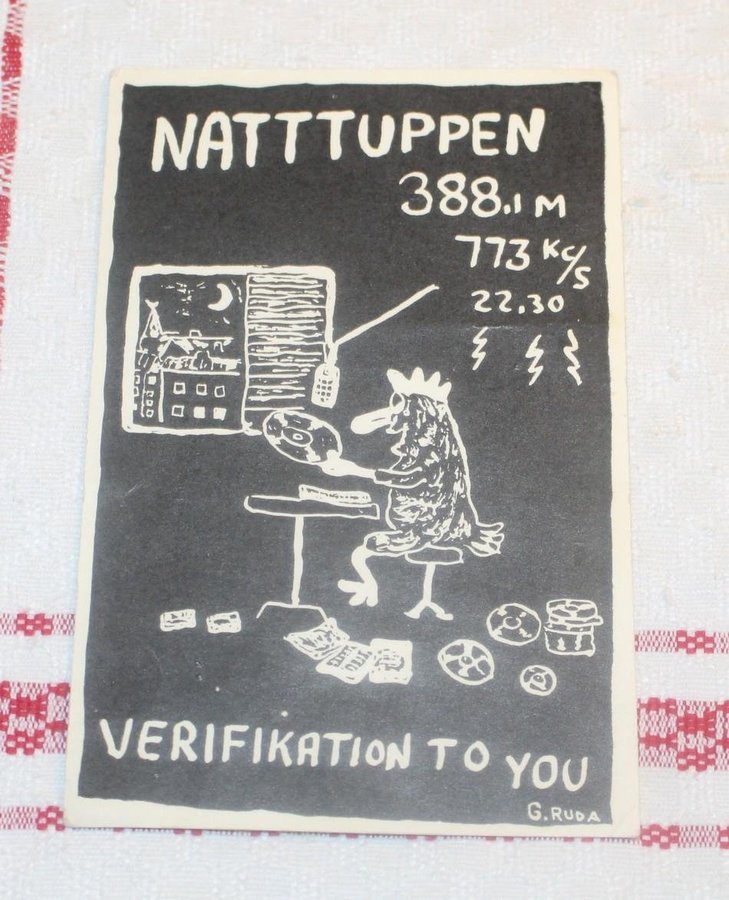 NATTTUPPEN
388.1 M
773 KC/S
22.30
VERIFIKATION TO YOU
G. RUDA